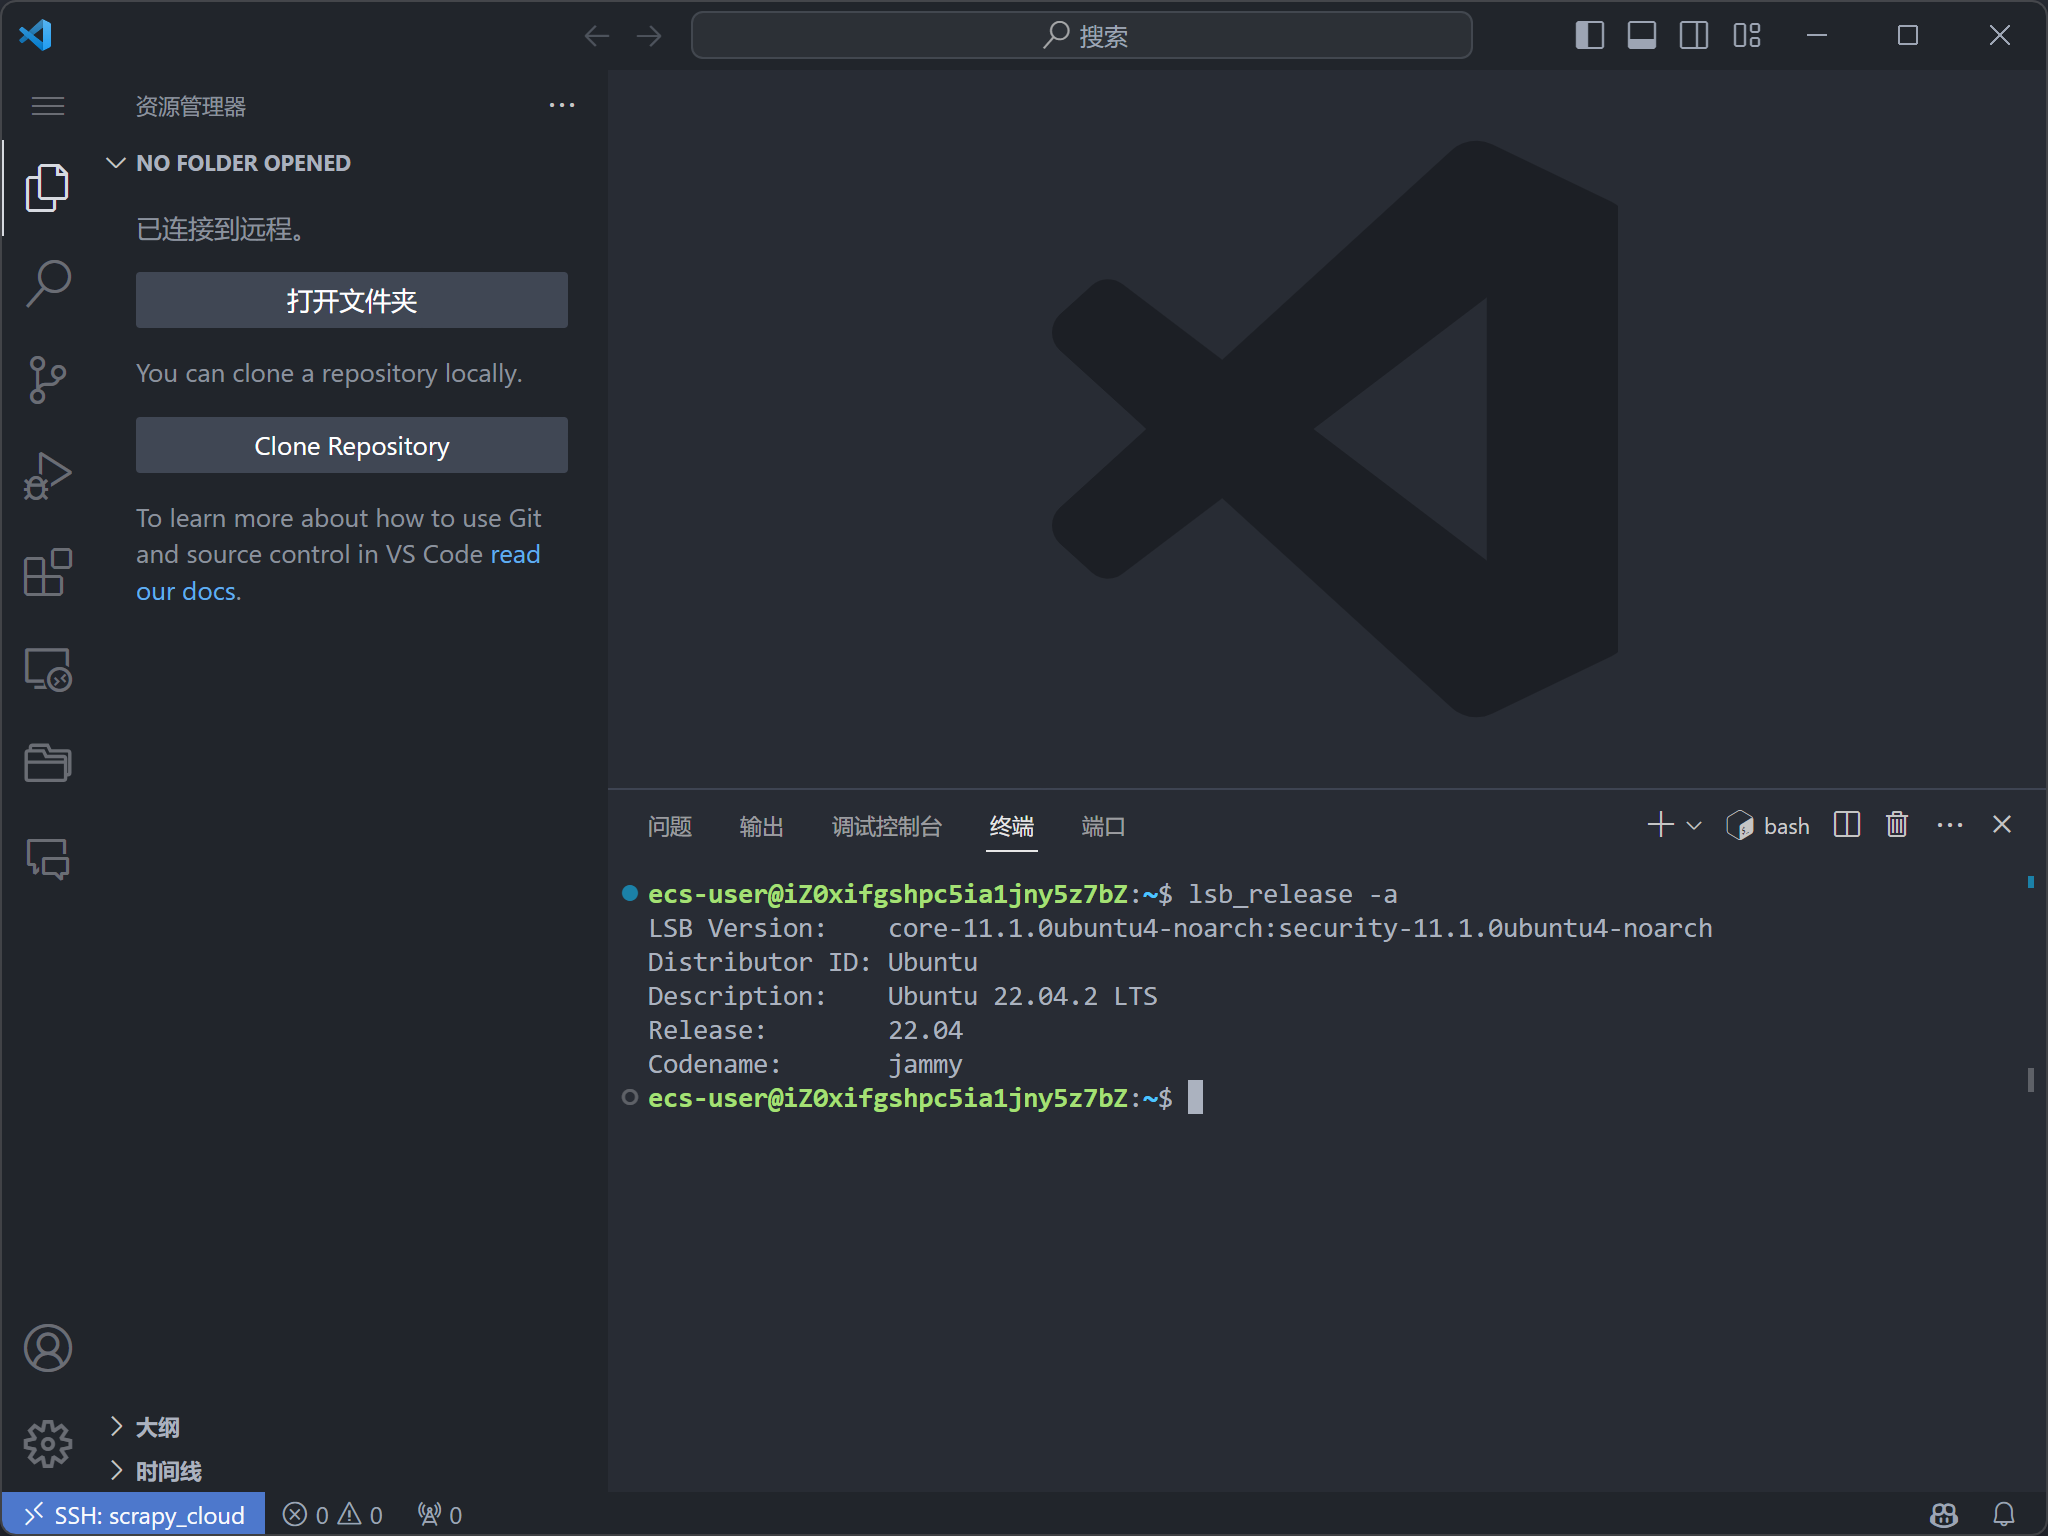 搜索
资源管理器
NO FOLDER OPENED
已连接到远程。
打开文件夹
You can clone a repository locally.
Clone Repository
To learn more about how to use Git
and source control in VS Code read
our docs.
大纲
时间线
问题 输出 调试控制台 终端 端口
bash
ecs-user@iZ0xifgshpc5ia1jny5z7bZ:~$ lsb_release -a
LSB Version:    core-11.1.0ubuntu4-noarch:security-11.1.0ubuntu4-noarch
Distributor ID: Ubuntu
Description:    Ubuntu 22.04.2 LTS
Release:        22.04
Codename:       jammy
ecs-user@iZ0xifgshpc5ia1jny5z7bZ:~$
SSH: scrapy_cloud 0 0 0